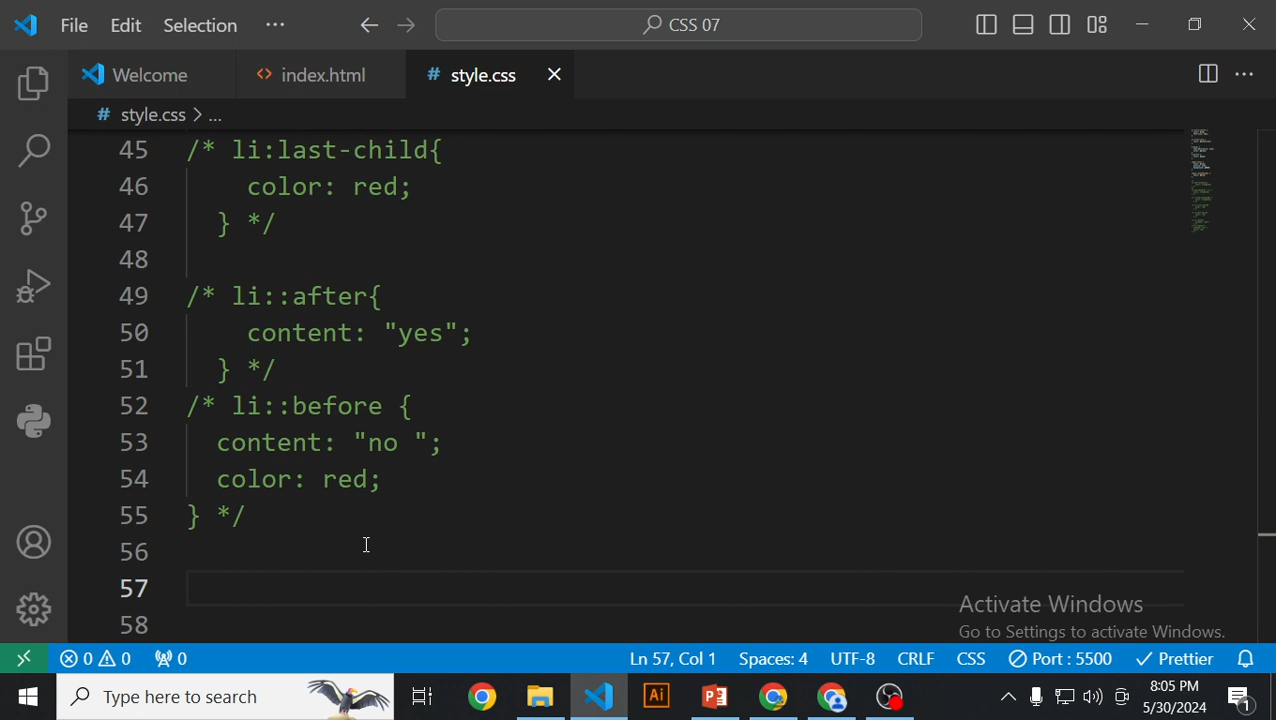 File Edit Selection ··· CSS 07
Welcome index.html # style.css
# style.css > ...
45 /* li:last-child{
46 color: red;
47 } */
48
49 /* li::after{
50 content: "yes";
51 } */
52 /* li::before {
53 content: "no ";
54 color: red;
55 } */
56
57
58
Activate Windows
Go to Settings to activate Windows.
0 0 0 Ln 57, Col 1 Spaces: 4 UTF-8 CRLF CSS Port : 5500 Prettier
Type here to search Ai P 8:05 PM
5/30/2024 1